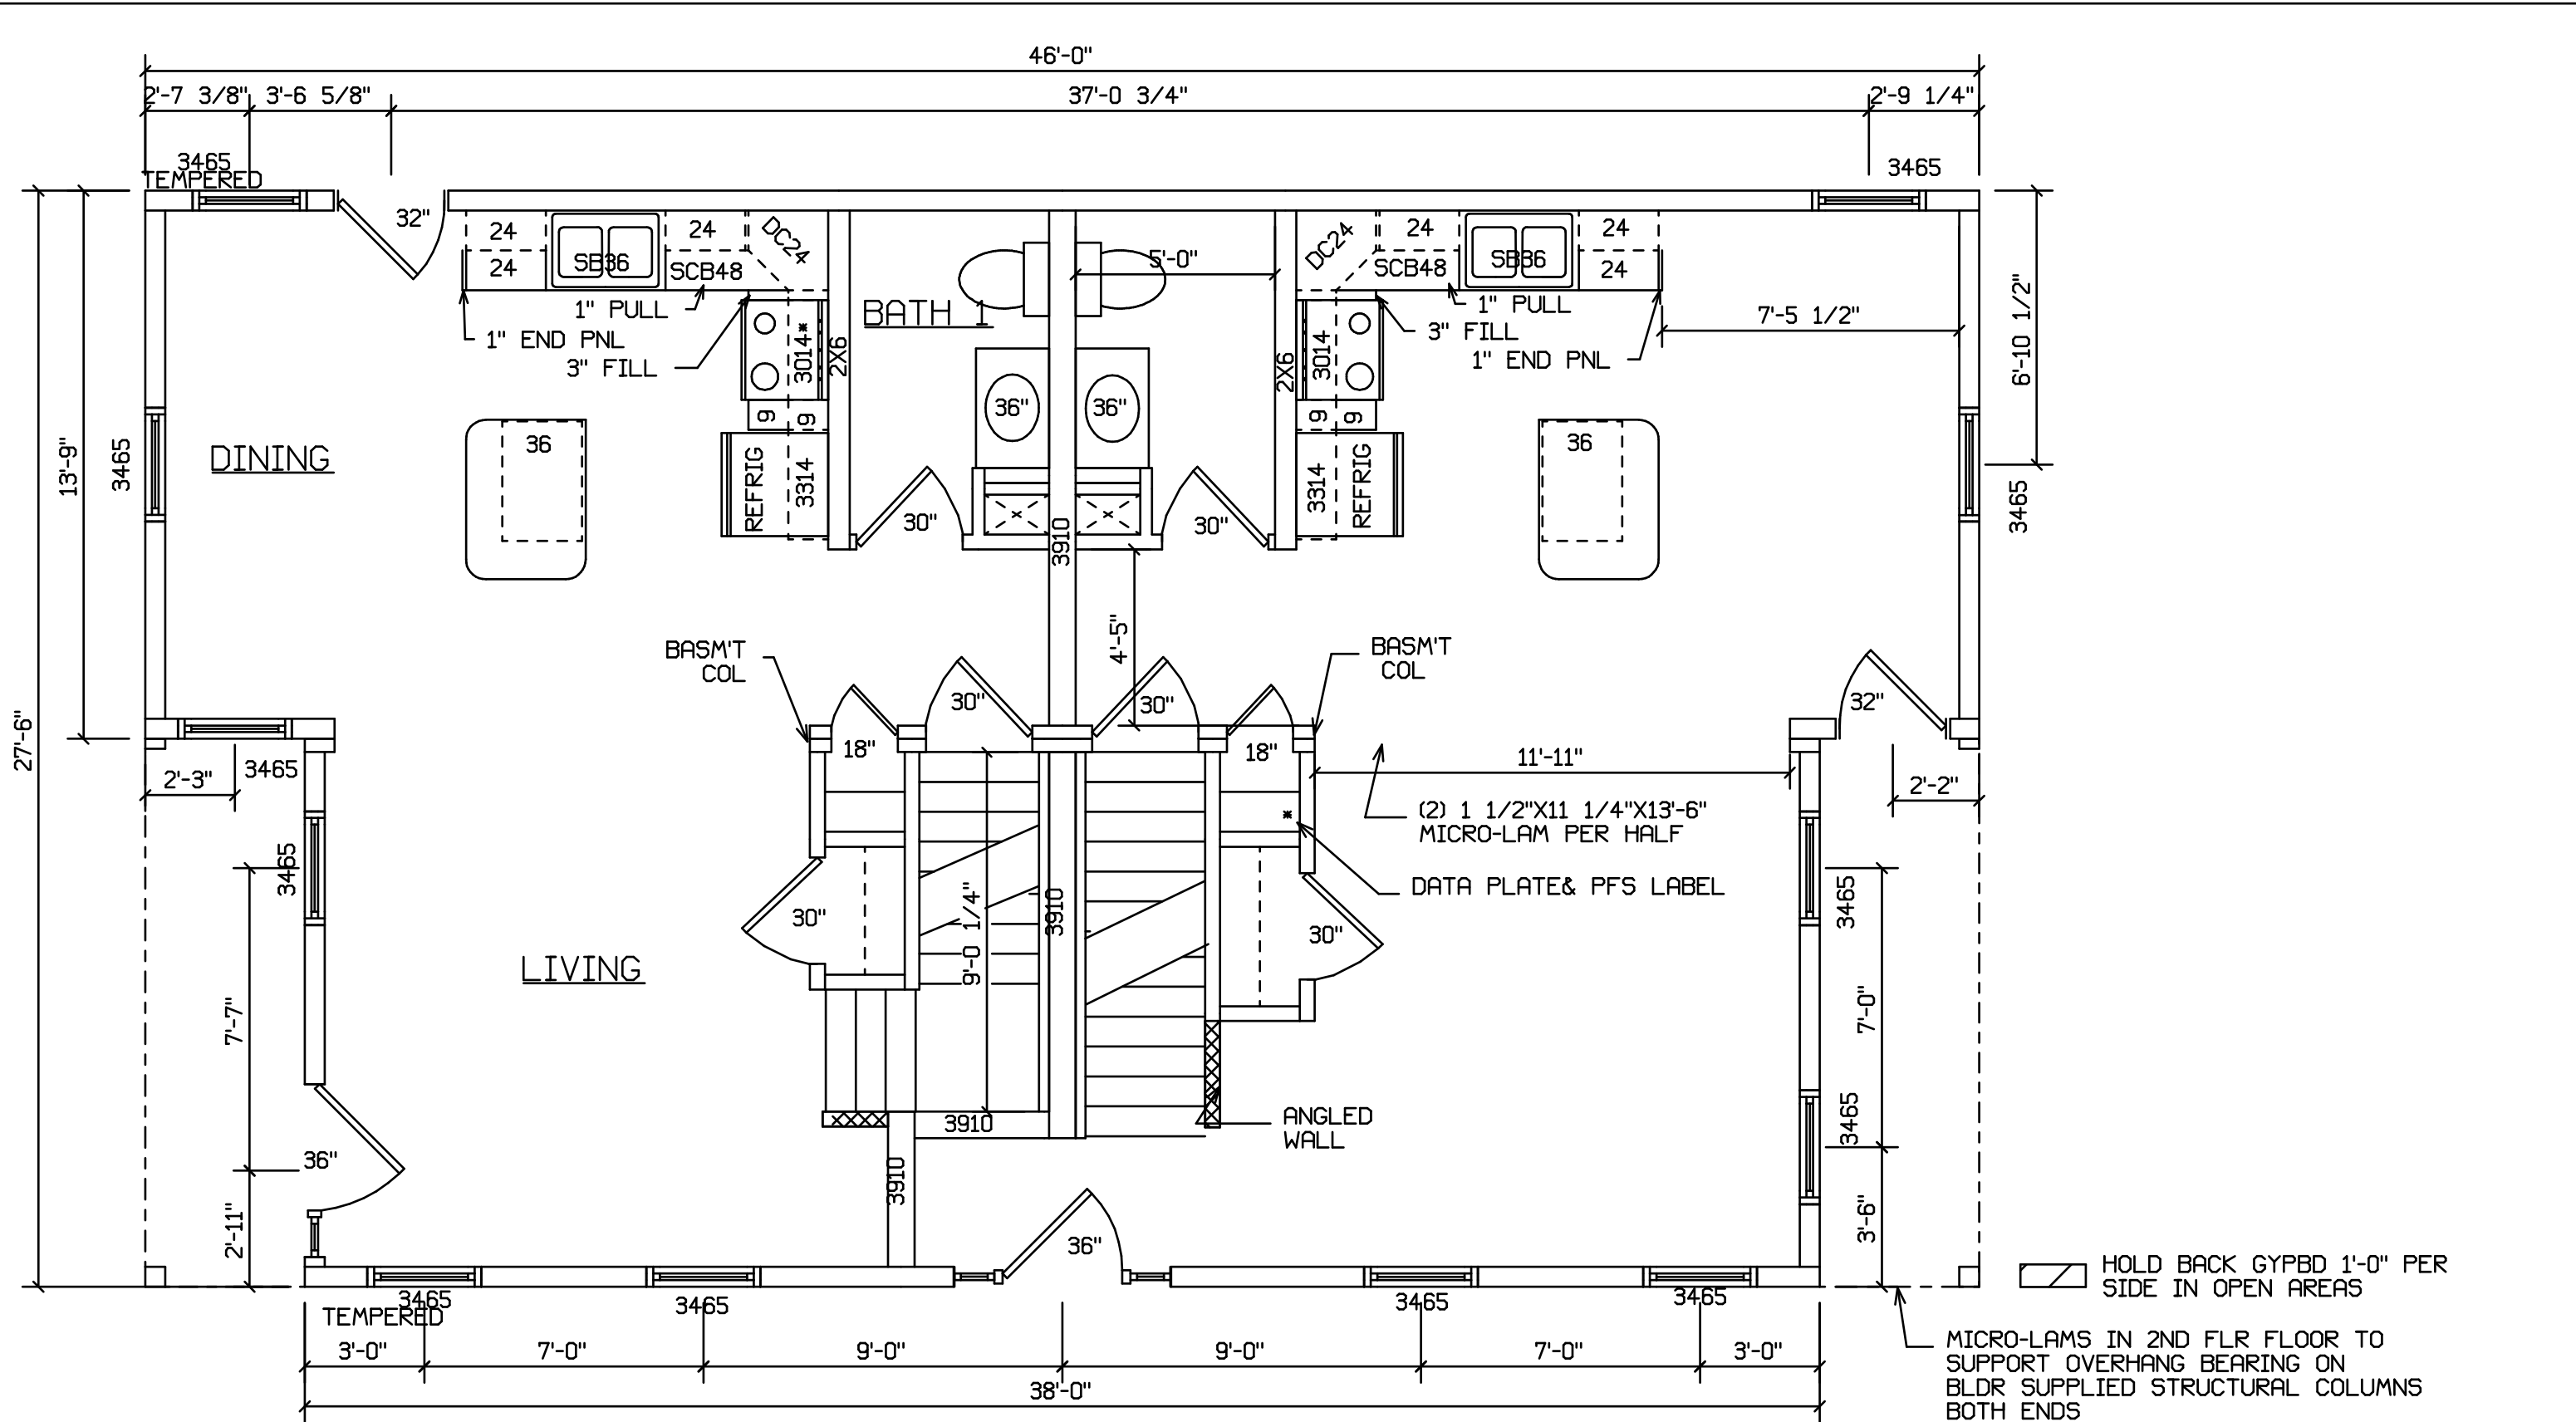 46'-0"
2'-7 3/8" 3'-6 5/8" 37'-0 3/4" 2'-9 1/4"
3465
TEMPERED
3465
32"
24 24 DC24
24 SB36 SCB48
1" PULL
1" END PNL
3" FILL
3014*
2X6
9 9
REFRIG
3314
BATH 1
5'-0"
36" 36"
30" 30"
3910
DC24 24 24
SCB48 SB36 24
1" PULL
3" FILL
1" END PNL
3014
2X6
9 9
3314
REFRIG
7'-5 1/2"
6'-10 1/2"
3465
13'-9"
3465
DINING
36
36
27'-6"
4'-5"
BASM'T
COL
BASM'T
COL
30" 30"
18" 18"
32"
2'-3"
3465
11'-11"
2'-2"
(2) 1 1/2"X11 1/4"X13'-6"
MICRO-LAM PER HALF
*
DATA PLATE& PFS LABEL
3465
3465
30"
9'-0 1/4"
3910
30"
LIVING
7'-7"
7'-0"
3465
3910
ANGLED
WALL
36"
3910
2'-11"
36"
3'-6"
HOLD BACK GYPBD 1'-0" PER
SIDE IN OPEN AREAS
3465
TEMPERED
3465
3465
3465
MICRO-LAMS IN 2ND FLR FLOOR TO
SUPPORT OVERHANG BEARING ON
BLDR SUPPLIED STRUCTURAL COLUMNS
BOTH ENDS
3'-0" 7'-0" 9'-0" 9'-0" 7'-0" 3'-0"
38'-0"